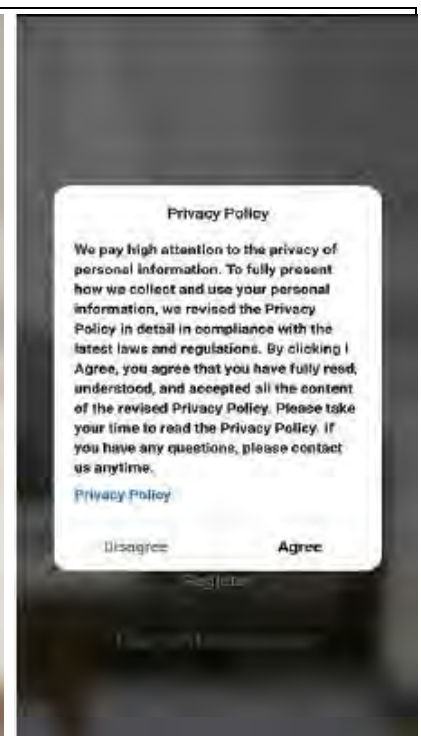 Privacy Policy
We pay high attention to the privacy of
personal information. To fully present
how we collect and use your personal
information, we revised the Privacy
Policy in detail in compliance with the
latest laws and regulations. By clicking I
Agree, you agree that you have fully read,
understood, and accepted all the content
of the revised Privacy Policy. Please take
your time to read the Privacy Policy. If
you have any questions, please contact
us anytime.
Privacy Policy
Disagree Agree
Register